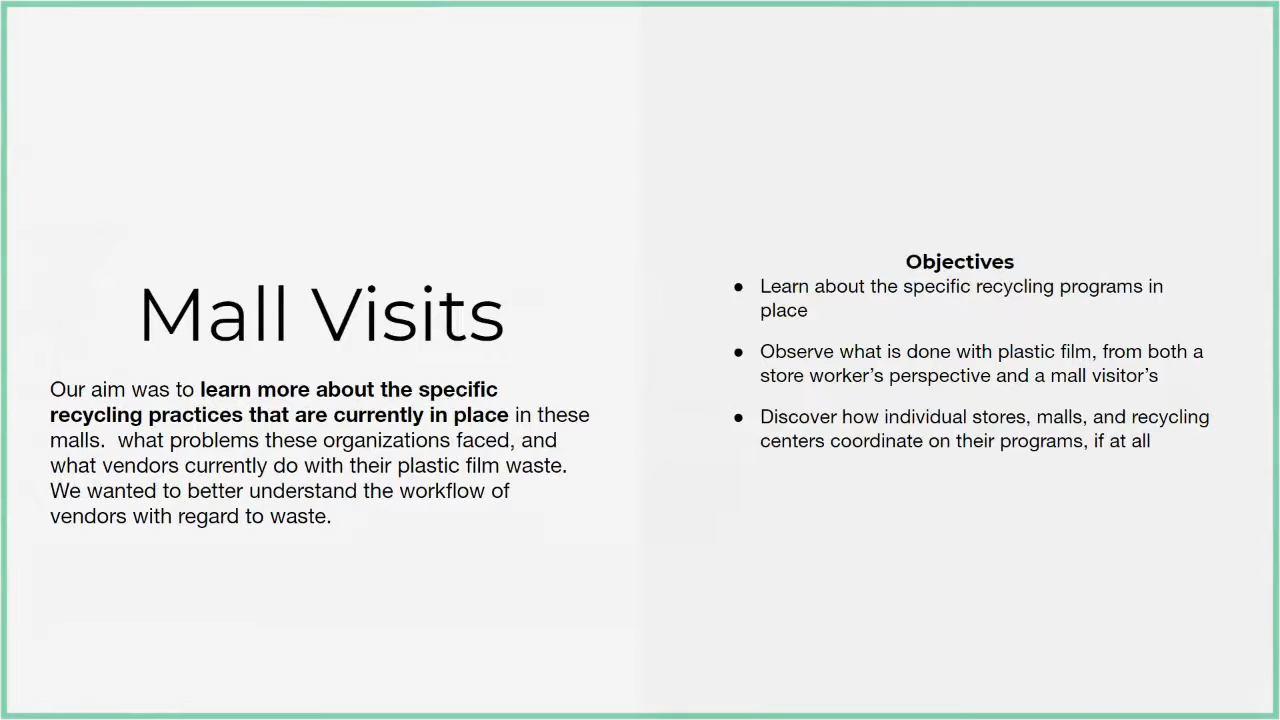 Mall Visits
Our aim was to learn more about the specific
recycling practices that are currently in place in these
malls.  what problems these organizations faced, and
what vendors currently do with their plastic film waste.
We wanted to better understand the workflow of
vendors with regard to waste.
Objectives
● Learn about the specific recycling programs in
place
● Observe what is done with plastic film, from both a
store worker’s perspective and a mall visitor’s
● Discover how individual stores, malls, and recycling
centers coordinate on their programs, if at all